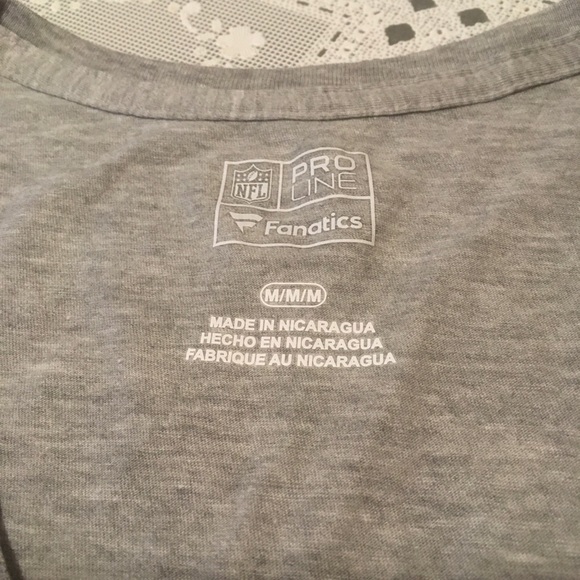 NFL
PRO
LINE
Fanatics
M/M/M
MADE IN NICARAGUA
HECHO EN NICARAGUA
FABRIQUE AU NICARAGUA